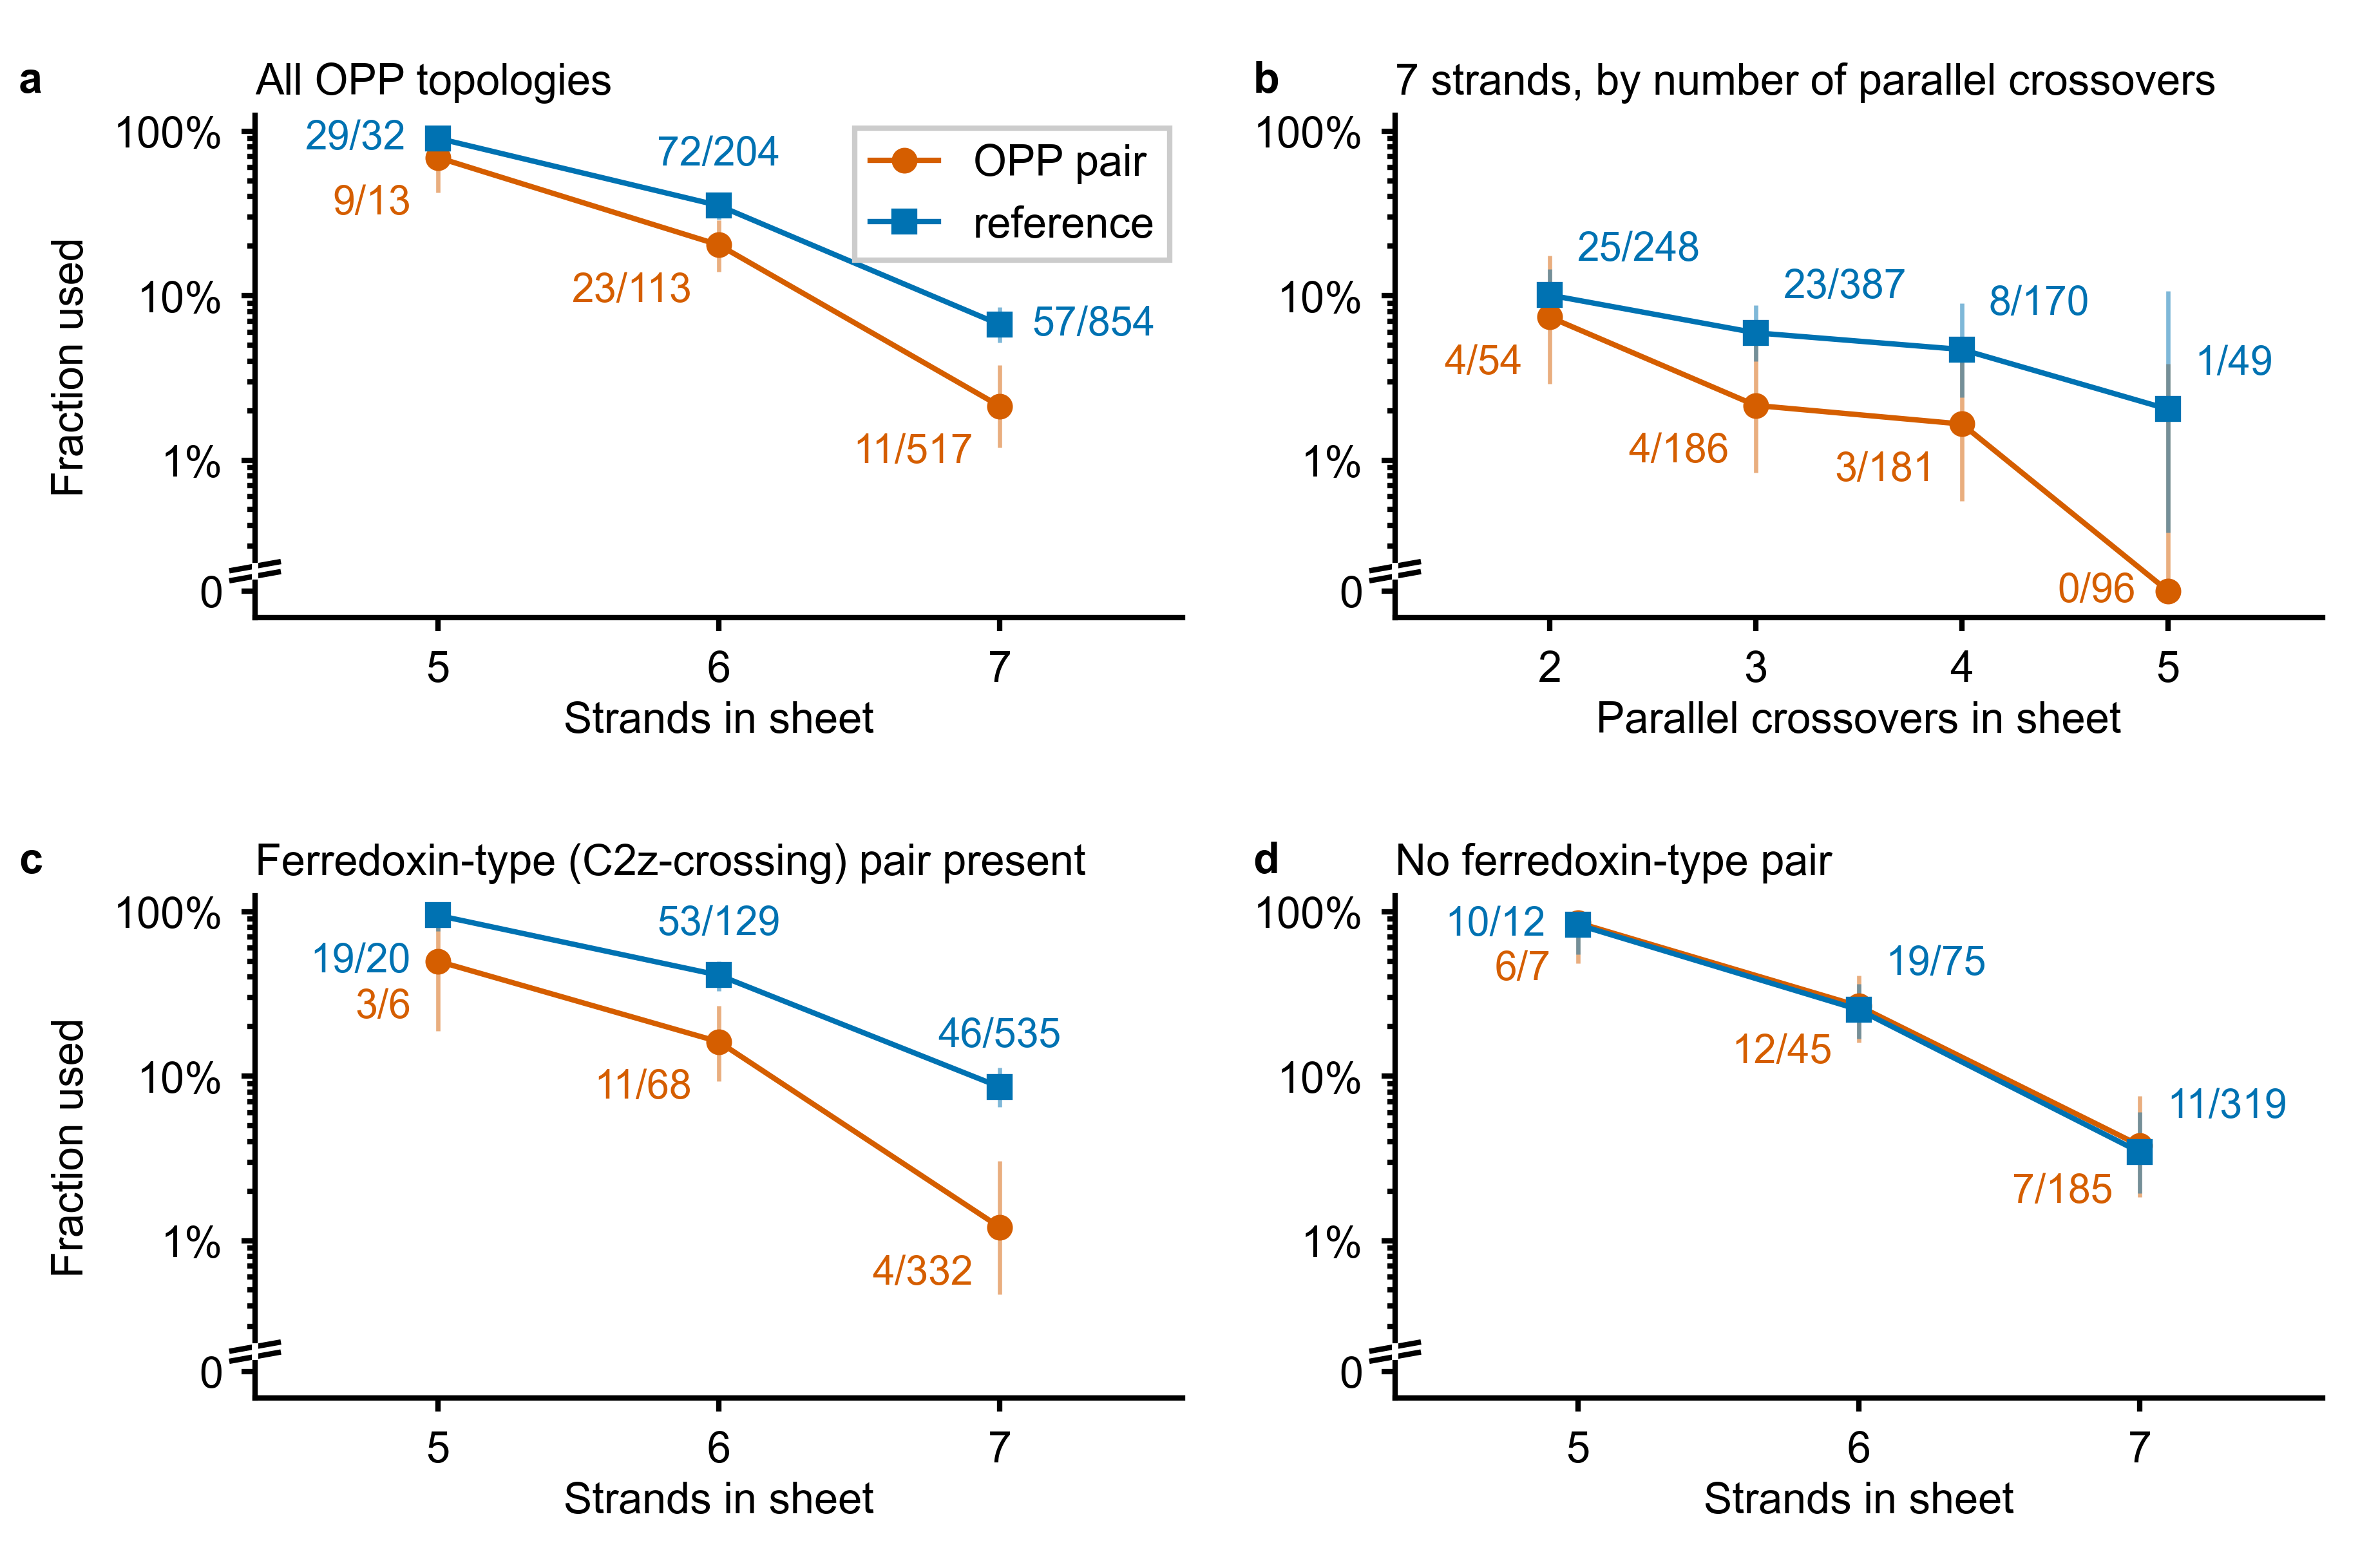 a
All OPP topologies
100%
10%
1%
0
Fraction used
29/32
9/13
72/204
23/113
57/854
11/517
OPP pair
reference
5 6 7
Strands in sheet
b
7 strands, by number of parallel crossovers
100%
10%
1%
0
25/248
4/54
23/387
4/186
8/170
3/181
1/49
0/96
2 3 4 5
Parallel crossovers in sheet
c
Ferredoxin-type (C2z-crossing) pair present
100%
10%
1%
0
Fraction used
19/20
3/6
53/129
11/68
46/535
4/332
5 6 7
Strands in sheet
d
No ferredoxin-type pair
100%
10%
1%
0
10/12
6/7
19/75
12/45
11/319
7/185
5 6 7
Strands in sheet